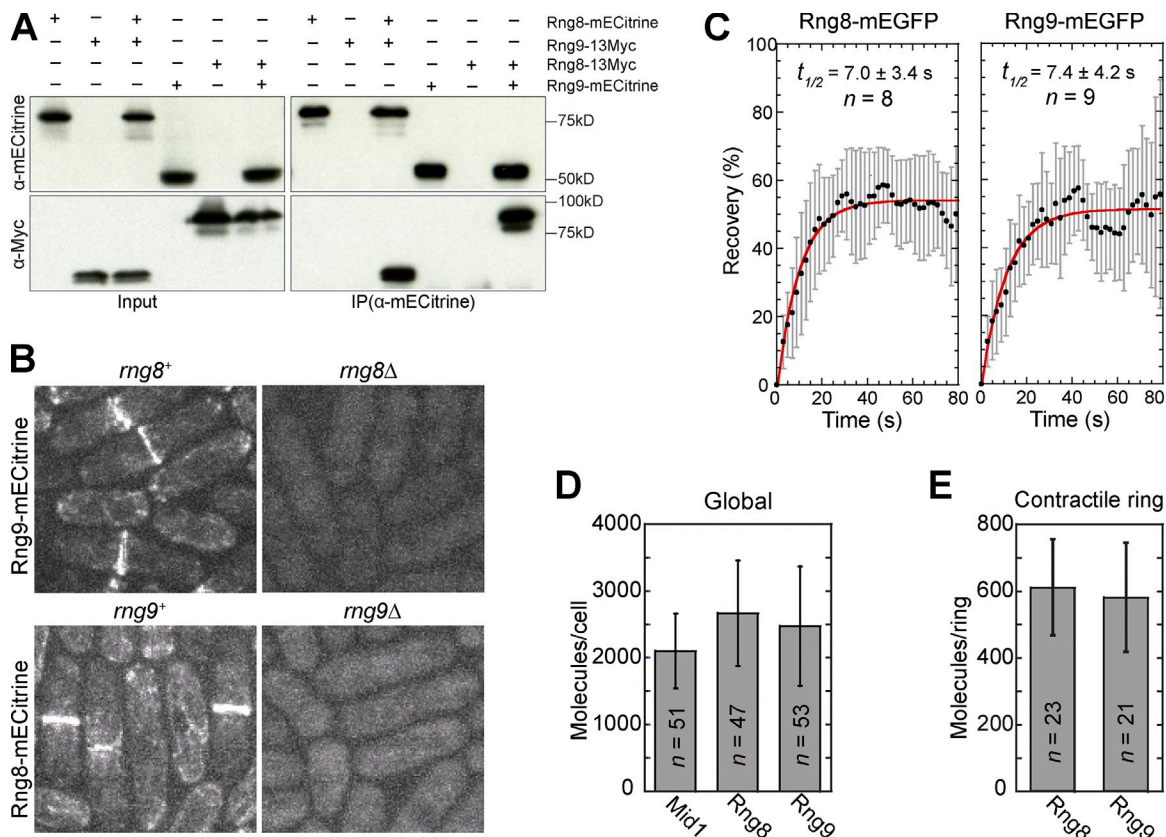 A
+ − + − − − + − + − − − Rng8-mECitrine
− + + − − − − + + − − − Rng9-13Myc
− − − − + + − − − − + + Rng8-13Myc
− − − + − + − − − + − + Rng9-mECitrine
α-mECitrine
−75kD
−50kD
α-Myc
−100kD
−75kD
Input
IP(α-mECitrine)
B
rng8+
rng8Δ
Rng9-mECitrine
rng9+
rng9Δ
Rng8-mECitrine
C
Rng8-mEGFP
Rng9-mEGFP
t1/2 = 7.0 ± 3.4 s
n = 8
t1/2 = 7.4 ± 4.2 s
n = 9
Recovery (%)
100
80
60
40
20
0
0 20 40 60 80
Time (s)
0 20 40 60 80
Time (s)
D
Global
Molecules/cell
4000
3000
2000
1000
0
n = 51
n = 47
n = 53
Mid1
Rng8
Rng9
E
Contractile ring
Molecules/ring
800
600
400
200
0
n = 23
n = 21
Rng8
Rng9